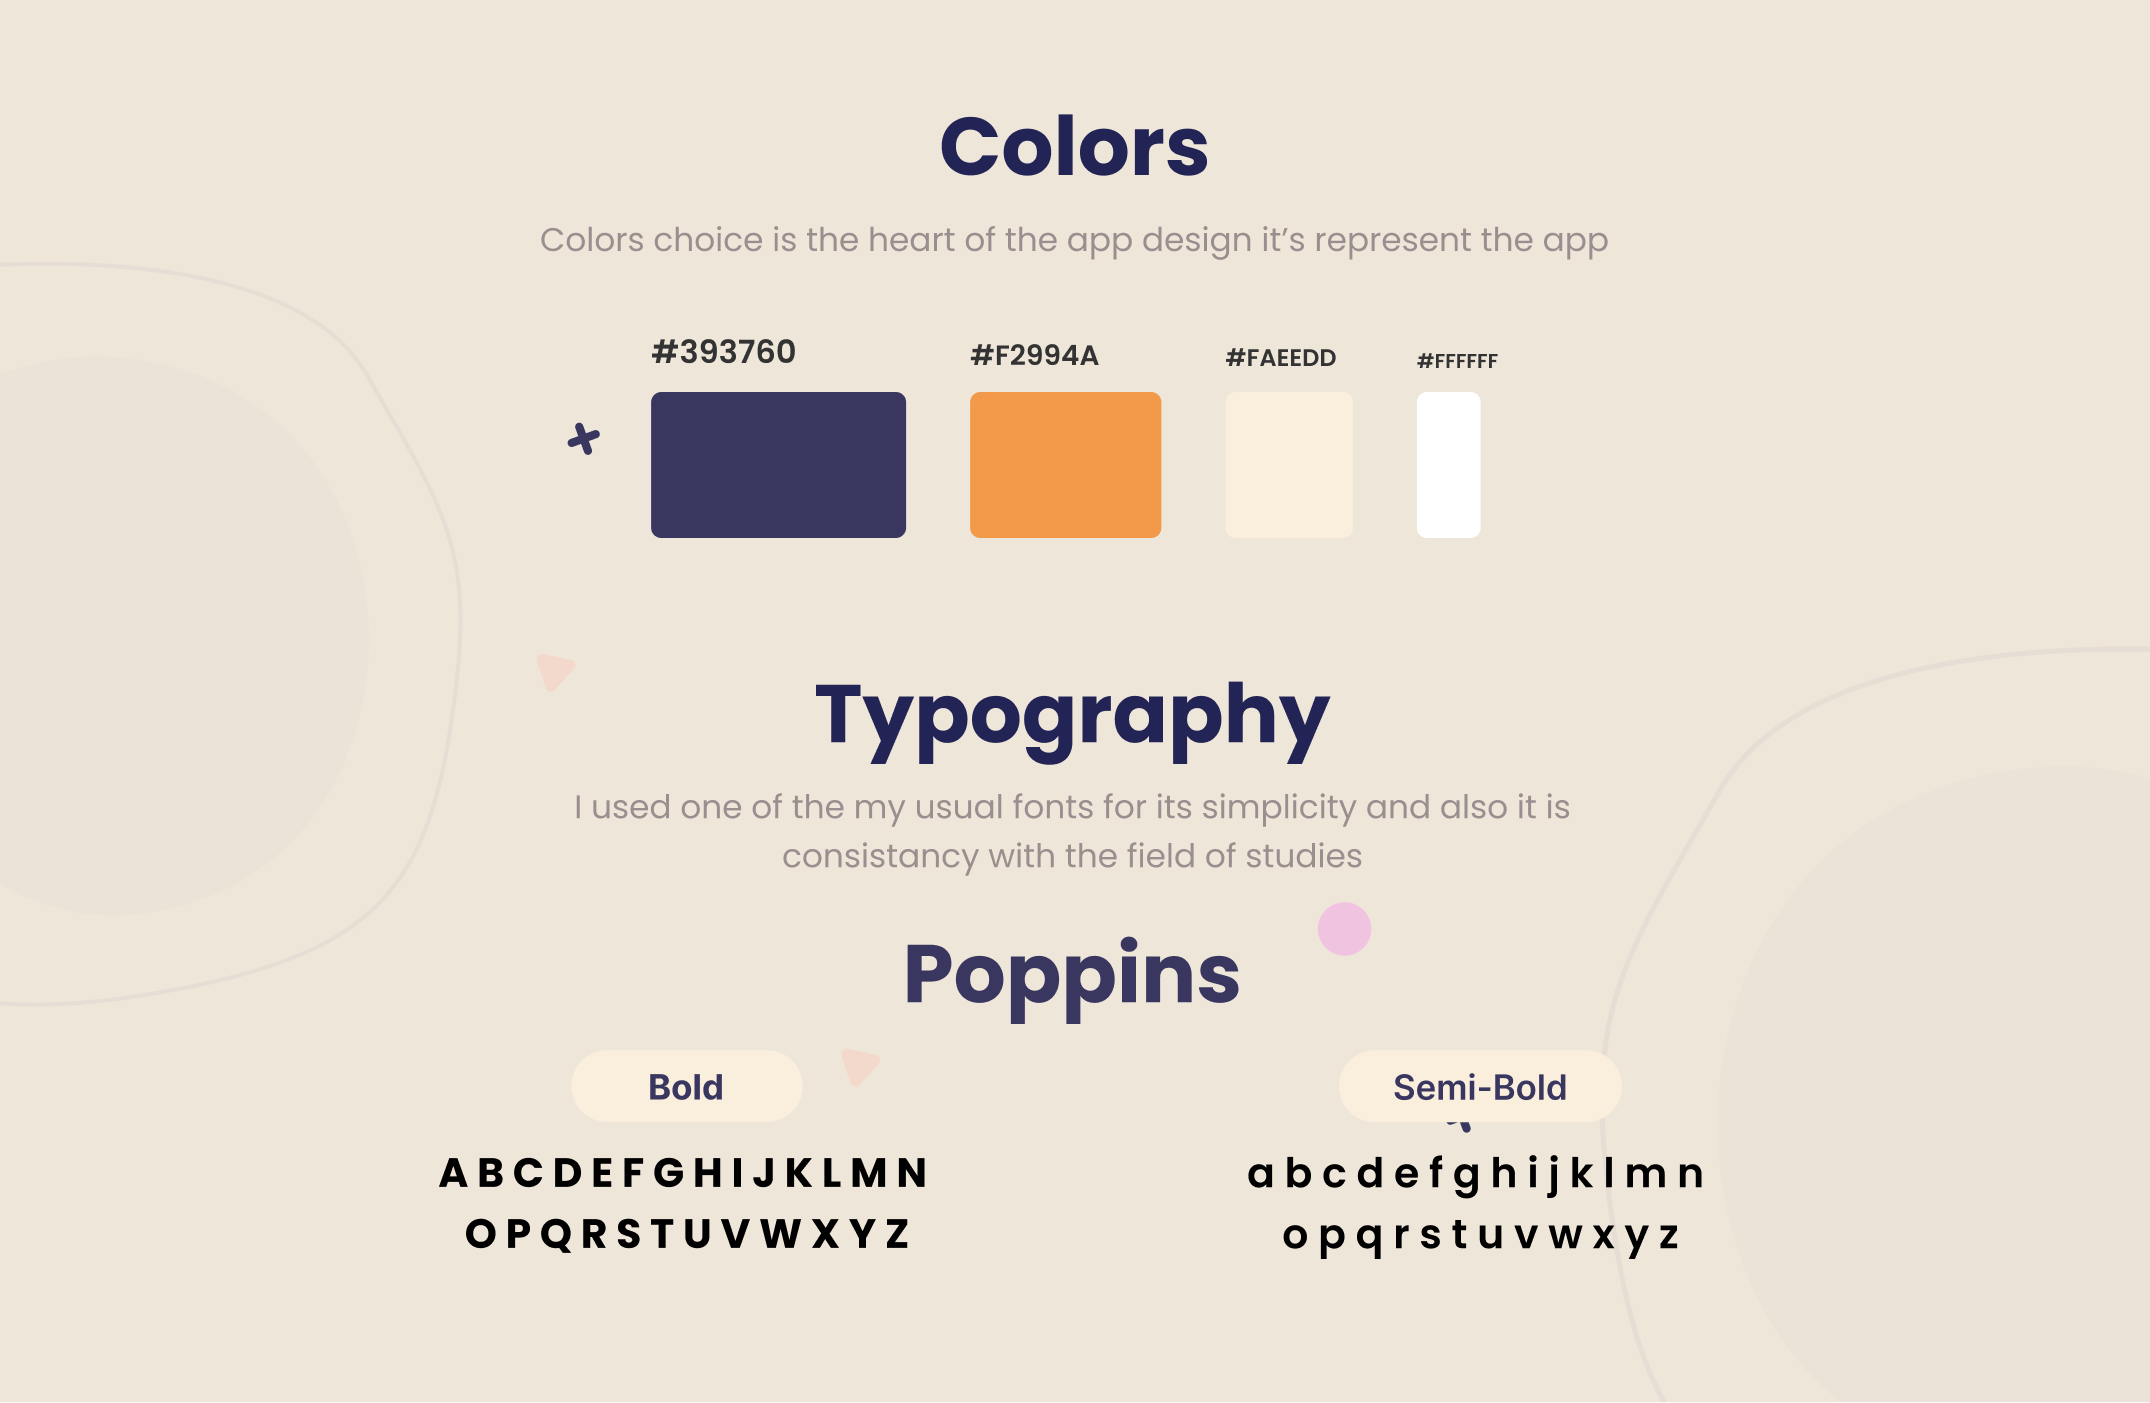 Colors
Colors choice is the heart of the app design it’s represent the app
#393760
#F2994A
#FAEEDD
#FFFFFF
Typography
I used one of the my usual fonts for its simplicity and also it is
consistancy with the field of studies
Poppins
Bold
A B C D E F G H I J K L M N
O P Q R S T U V W X Y Z
Semi-Bold
a b c d e f g h i j k l m n
o p q r s t u v w x y z